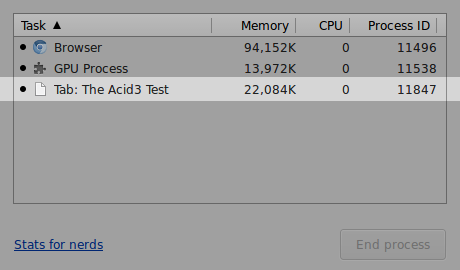 Task ▲ Memory CPU Process ID
Browser 94,152K 0 11496
GPU Process 13,972K 0 11538
Tab: The Acid3 Test 22,084K 0 11847
Stats for nerds End process